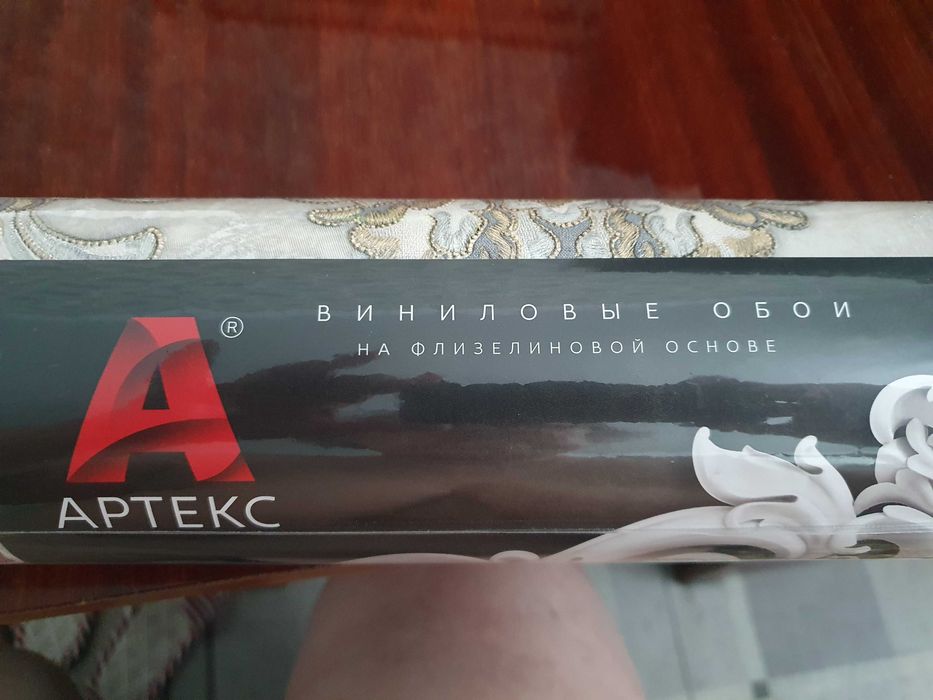 ВИНИЛОВЫЕ ОБОИ
НА ФЛИЗЕЛИНОВОЙ ОСНОВЕ
®
АРТЕКС